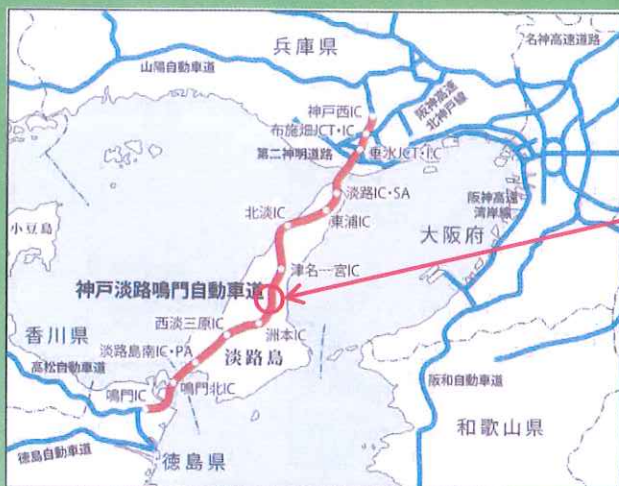 兵庫県
名神高速道路
山陽自動車道
神戸西IC
阪神高速
北神戸線
布施畑JCT・IC
第二神明道路
垂水JCT・IC
淡路IC・SA
阪神高速
湾岸線
北淡IC
東浦IC
大阪府
小豆島
津名一宮IC
神戸淡路鳴門自動車道
西淡三原IC
洲本IC
香川県
淡路島南IC・PA
淡路島
高松自動車道
阪和自動車道
鳴門IC
鳴門北IC
和歌山県
徳島自動車道
徳島県